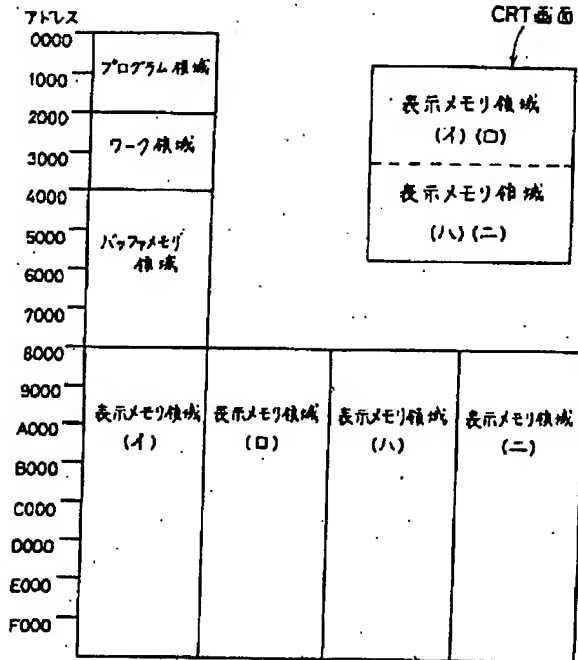 アドレス
0000
1000
2000
3000
4000
5000
6000
7000
8000
9000
A000
B000
C000
D000
E000
F000
プログラム領域
ワーク領域
バッファメモリ
領域
表示メモリ領域
(イ)
表示メモリ領域
(ロ)
表示メモリ領域
(ハ)
表示メモリ領域
(ニ)
CRT画面
表示メモリ領域
(イ)(ロ)
表示メモリ領域
(ハ)(ニ)